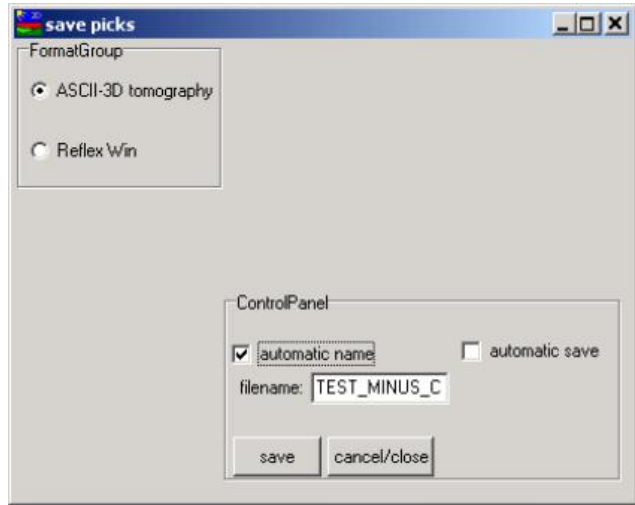 save picks
FormatGroup
ASCII-3D tomography
Reflex Win
ControlPanel
automatic name
automatic save
filename: TEST_MINUS_C
save
cancel/close